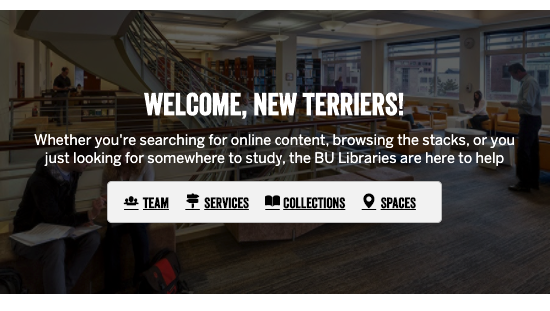 WELCOME, NEW TERRIERS!
Whether you're searching for online content, browsing the stacks, or you
just looking for somewhere to study, the BU Libraries are here to help
TEAM SERVICES COLLECTIONS SPACES